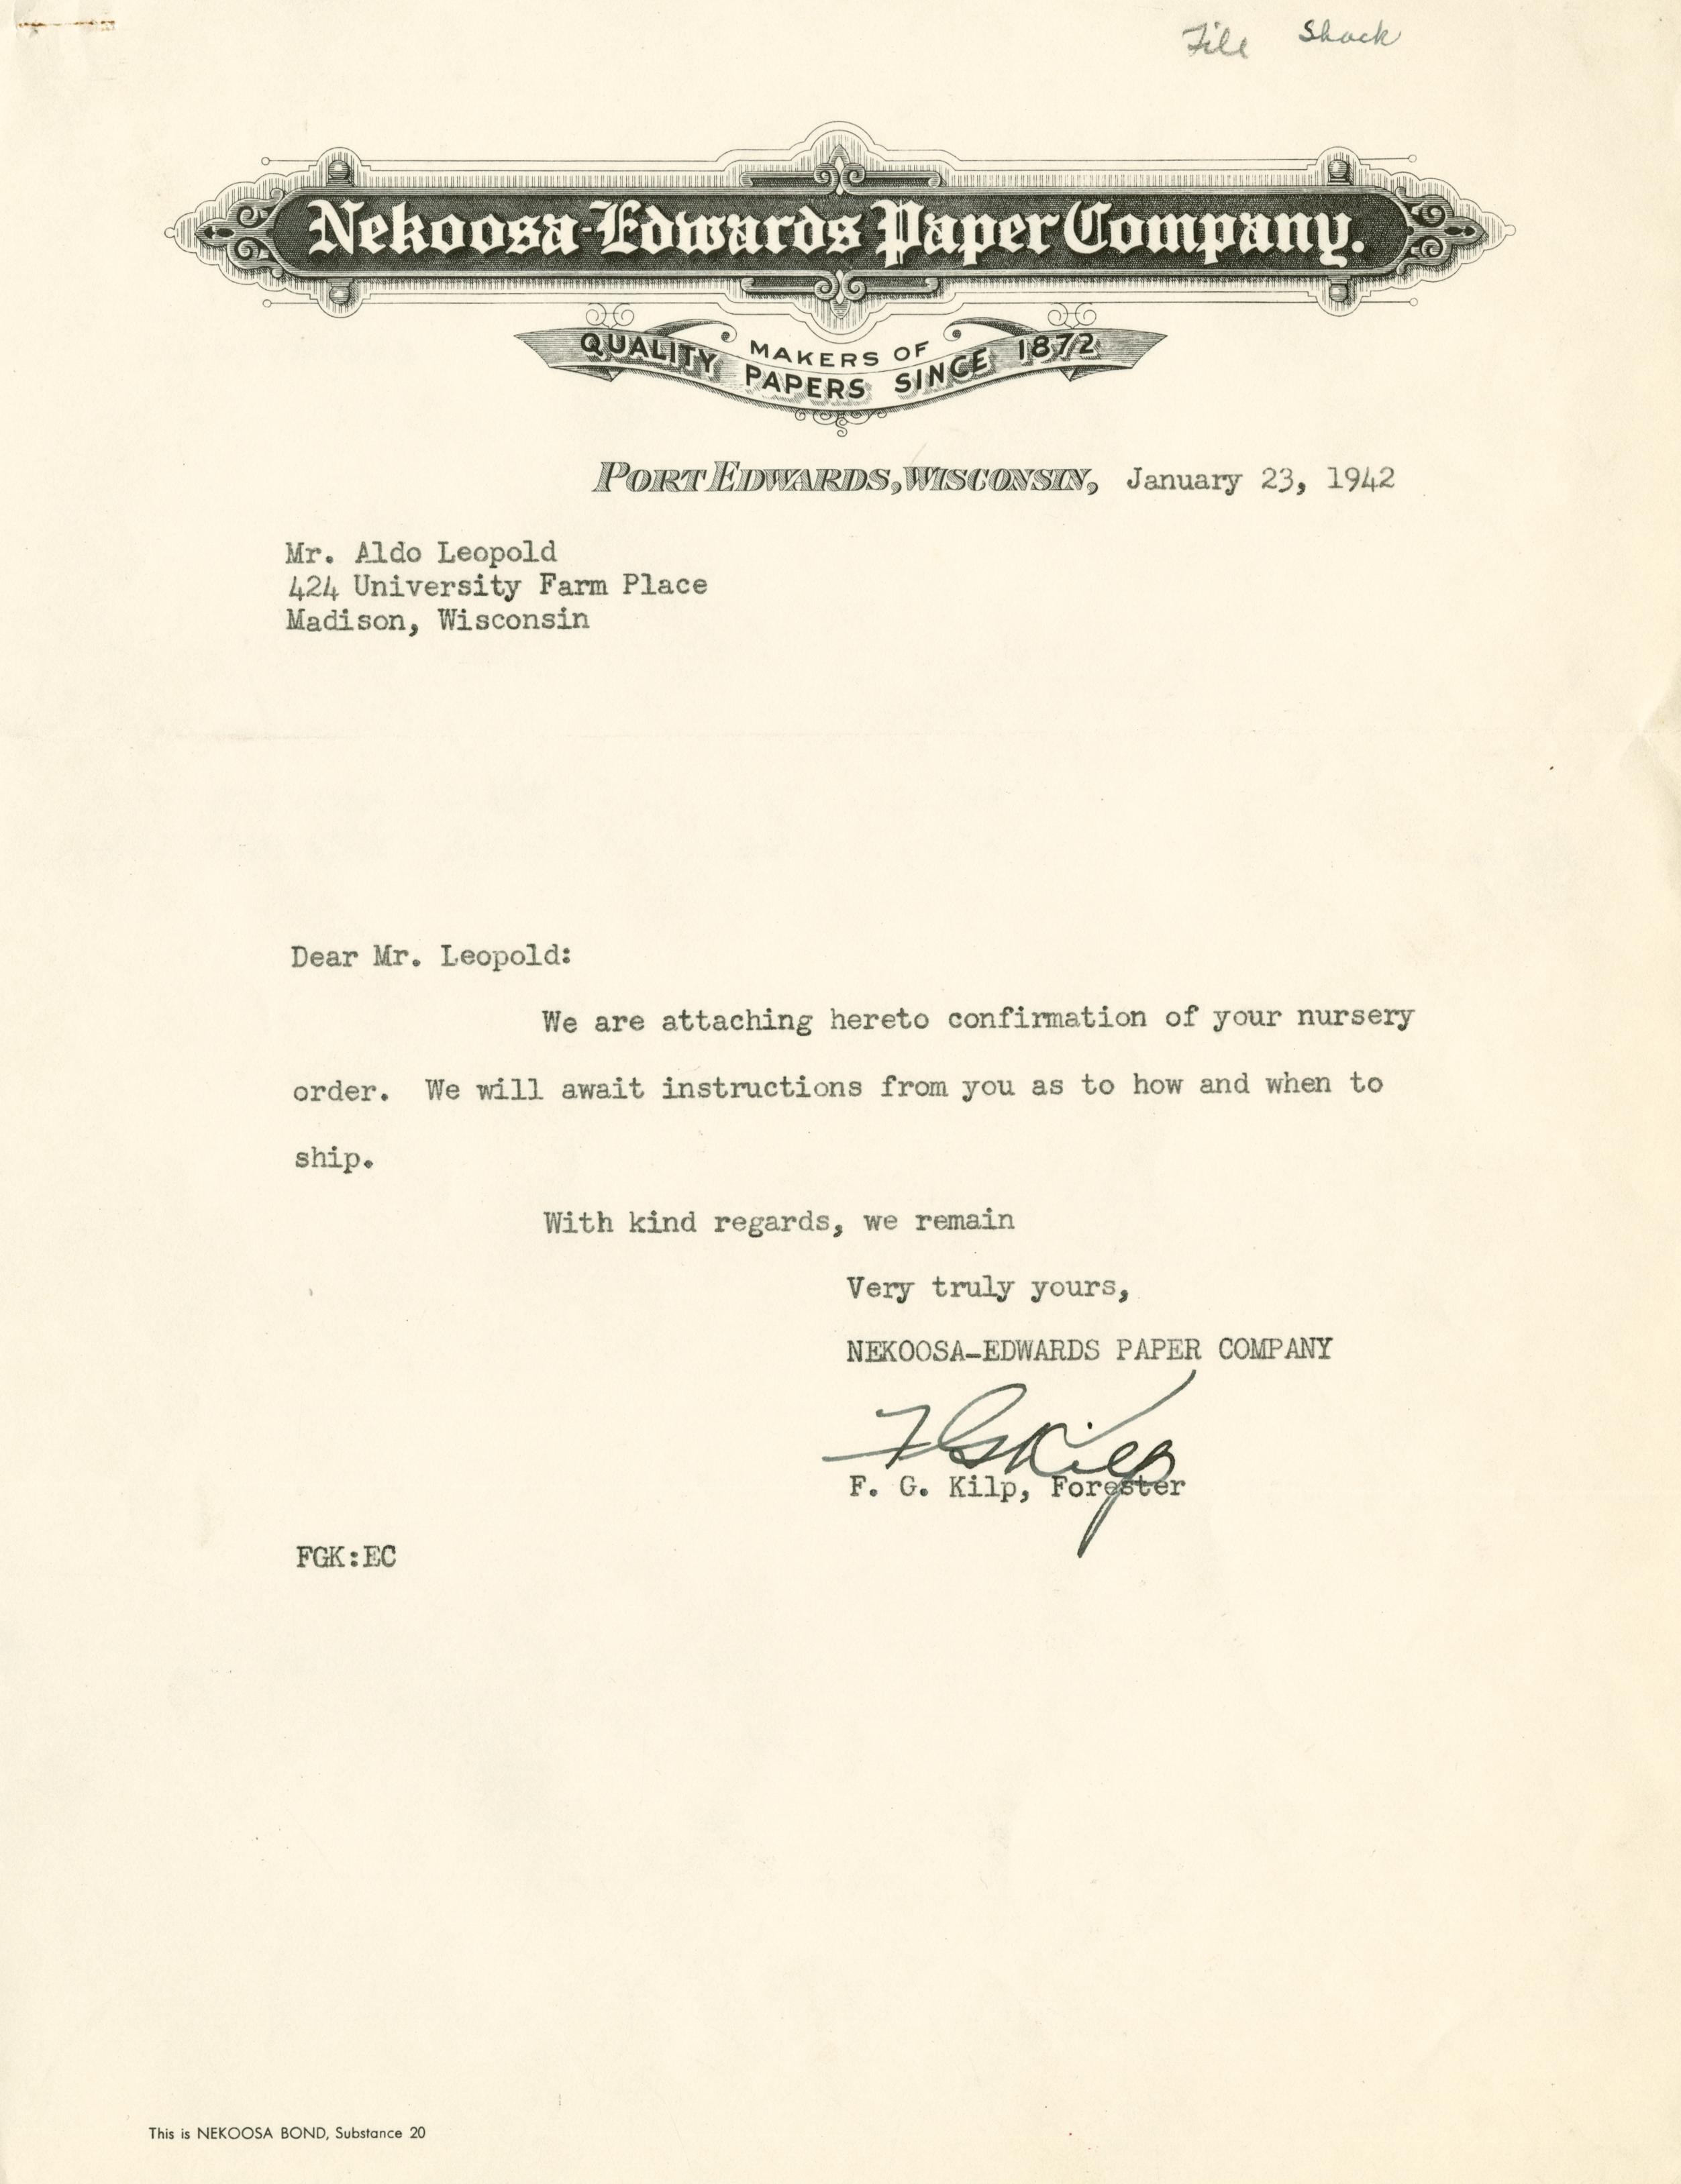 File Shack
Nekoosa-Edwards Paper Company.
MAKERS OF
QUALITY PAPERS SINCE 1872
PORT EDWARDS, WISCONSIN, January 23, 1942
Mr. Aldo Leopold
424 University Farm Place
Madison, Wisconsin
Dear Mr. Leopold:
We are attaching hereto confirmation of your nursery
order. We will await instructions from you as to how and when to
ship.
With kind regards, we remain
Very truly yours,
NEKOOSA-EDWARDS PAPER COMPANY
F G Kilp
F. G. Kilp, Forester
FGK:EC
This is NEKOOSA BOND, Substance 20